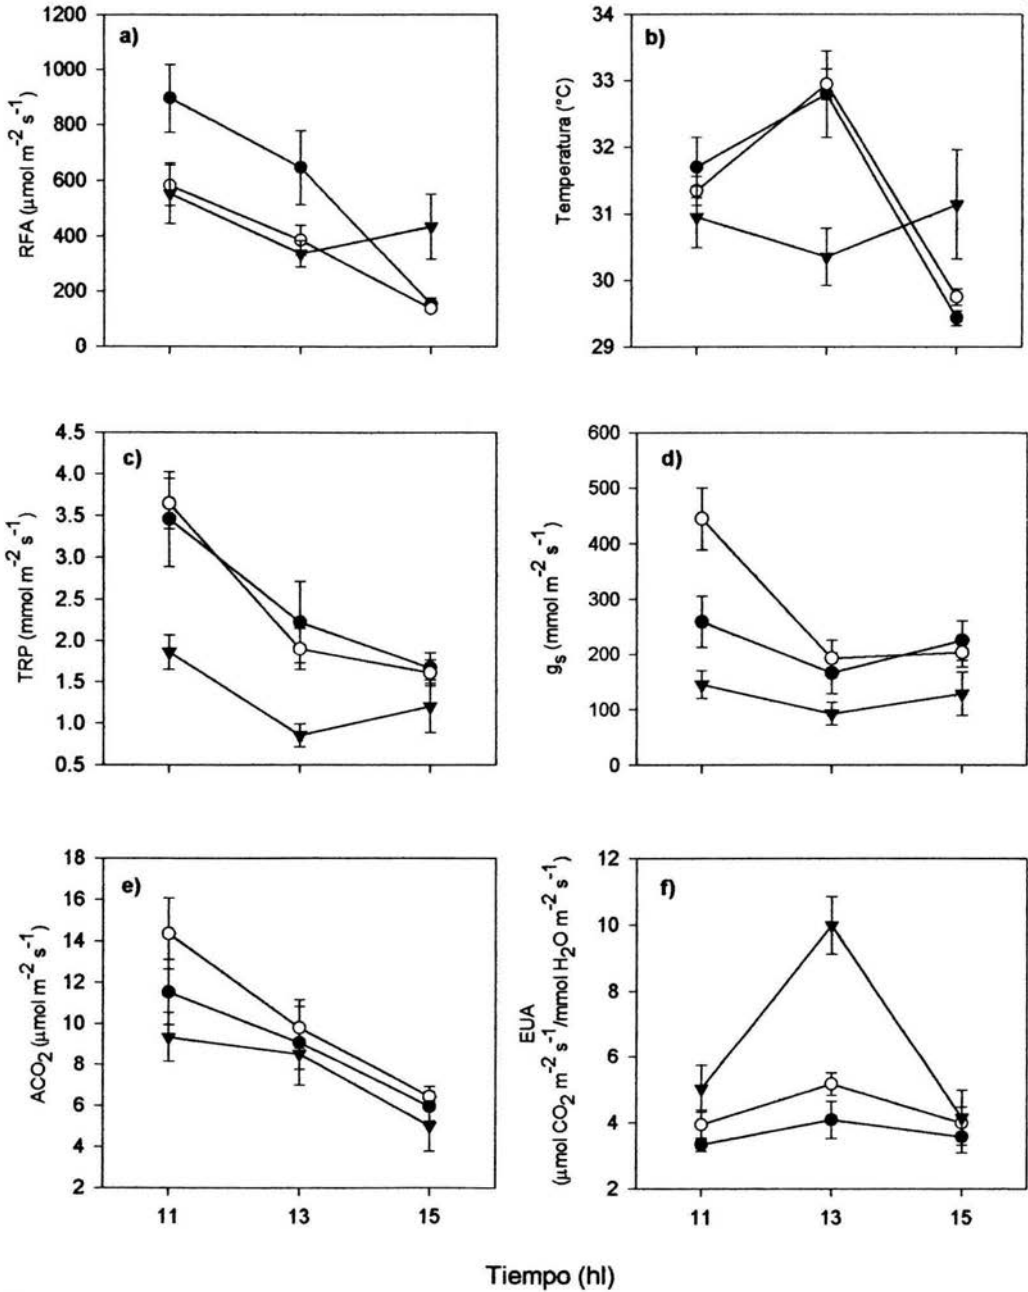 a)
RFA (µmol m⁻² s⁻¹)
1200
1000
800
600
400
200
0
b)
Temperatura (°C)
34
33
32
31
30
29
c)
TRP (mmol m⁻² s⁻¹)
4.5
4.0
3.5
3.0
2.5
2.0
1.5
1.0
0.5
d)
gₛ (mmol m⁻² s⁻¹)
600
500
400
300
200
100
0
e)
ACO₂ (µmol m⁻² s⁻¹)
18
16
14
12
10
8
6
4
2
11 13 15
f)
EUA
(µmol CO₂ m⁻² s⁻¹/mmol H₂O m⁻² s⁻¹)
12
10
8
6
4
2
11 13 15
Tiempo (hl)